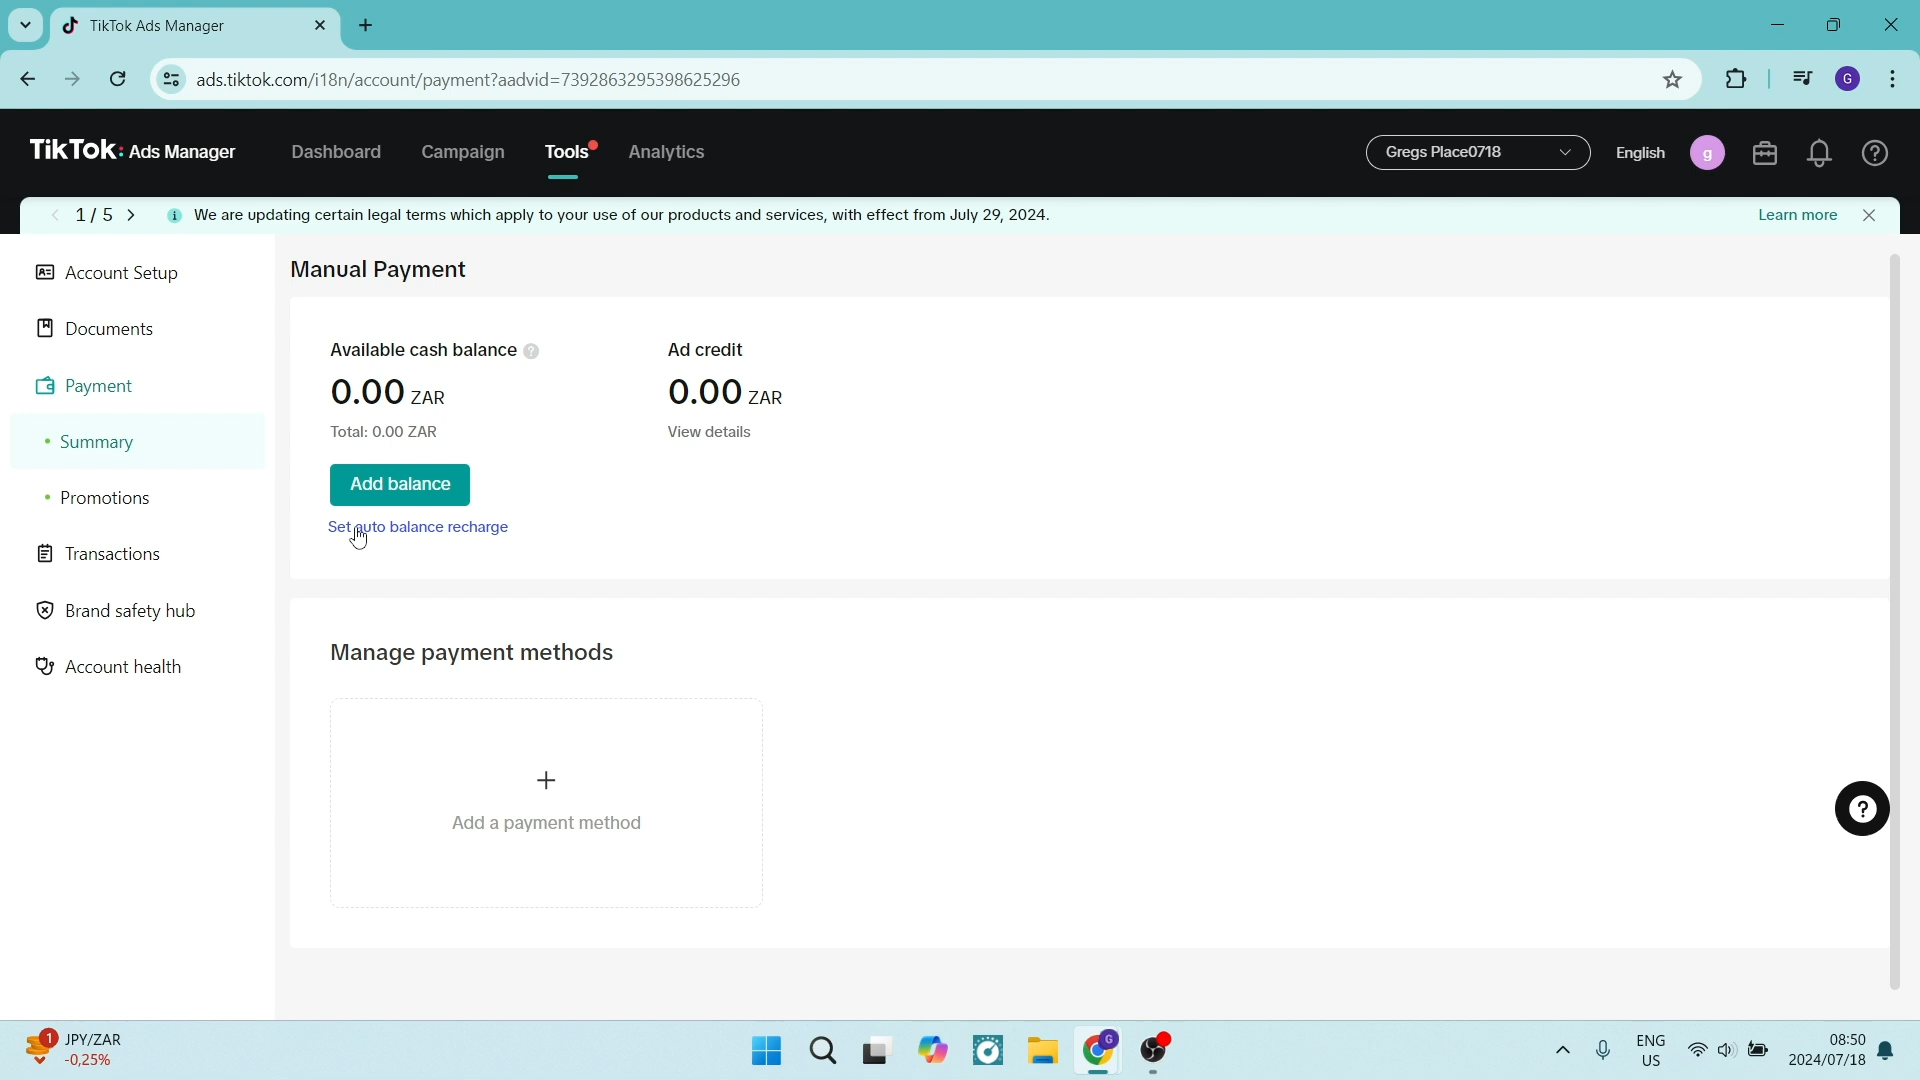 TikTok Ads Manager
ads.tiktok.com/i18n/account/payment?aadvid=7392863295398625296
G
TikTok: Ads Manager
Dashboard
Campaign
Tools
Analytics
Gregs Place0718
English
g
1 / 5
We are updating certain legal terms which apply to your use of our products and services, with effect from July 29, 2024.
Learn more
Account Setup
Documents
Payment
Summary
Promotions
Transactions
Brand safety hub
Account health
Manual Payment
Available cash balance ?
0.00 ZAR
Total: 0.00 ZAR
Ad credit
0.00 ZAR
View details
Add balance
Set auto balance recharge
Manage payment methods
+
Add a payment method
?
1
JPY/ZAR
-0,25%
G
ENG
US
08:50
2024/07/18